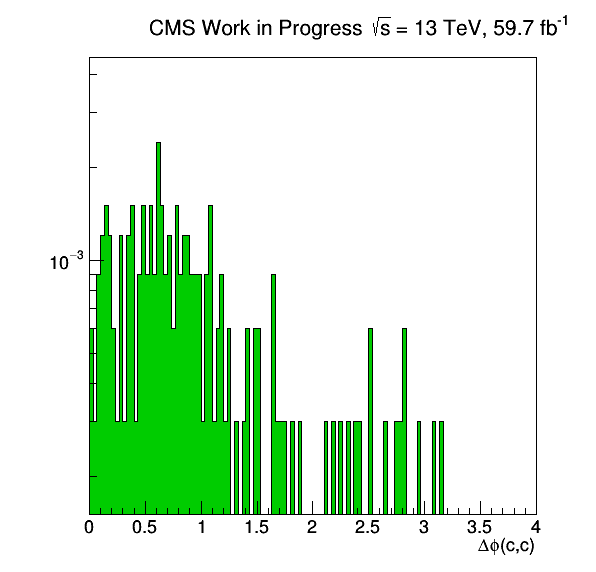 CMS Work in Progress √s = 13 TeV, 59.7 fb⁻¹
10⁻³
0 0.5 1 1.5 2 2.5 3 3.5 4
Δϕ(c,c)